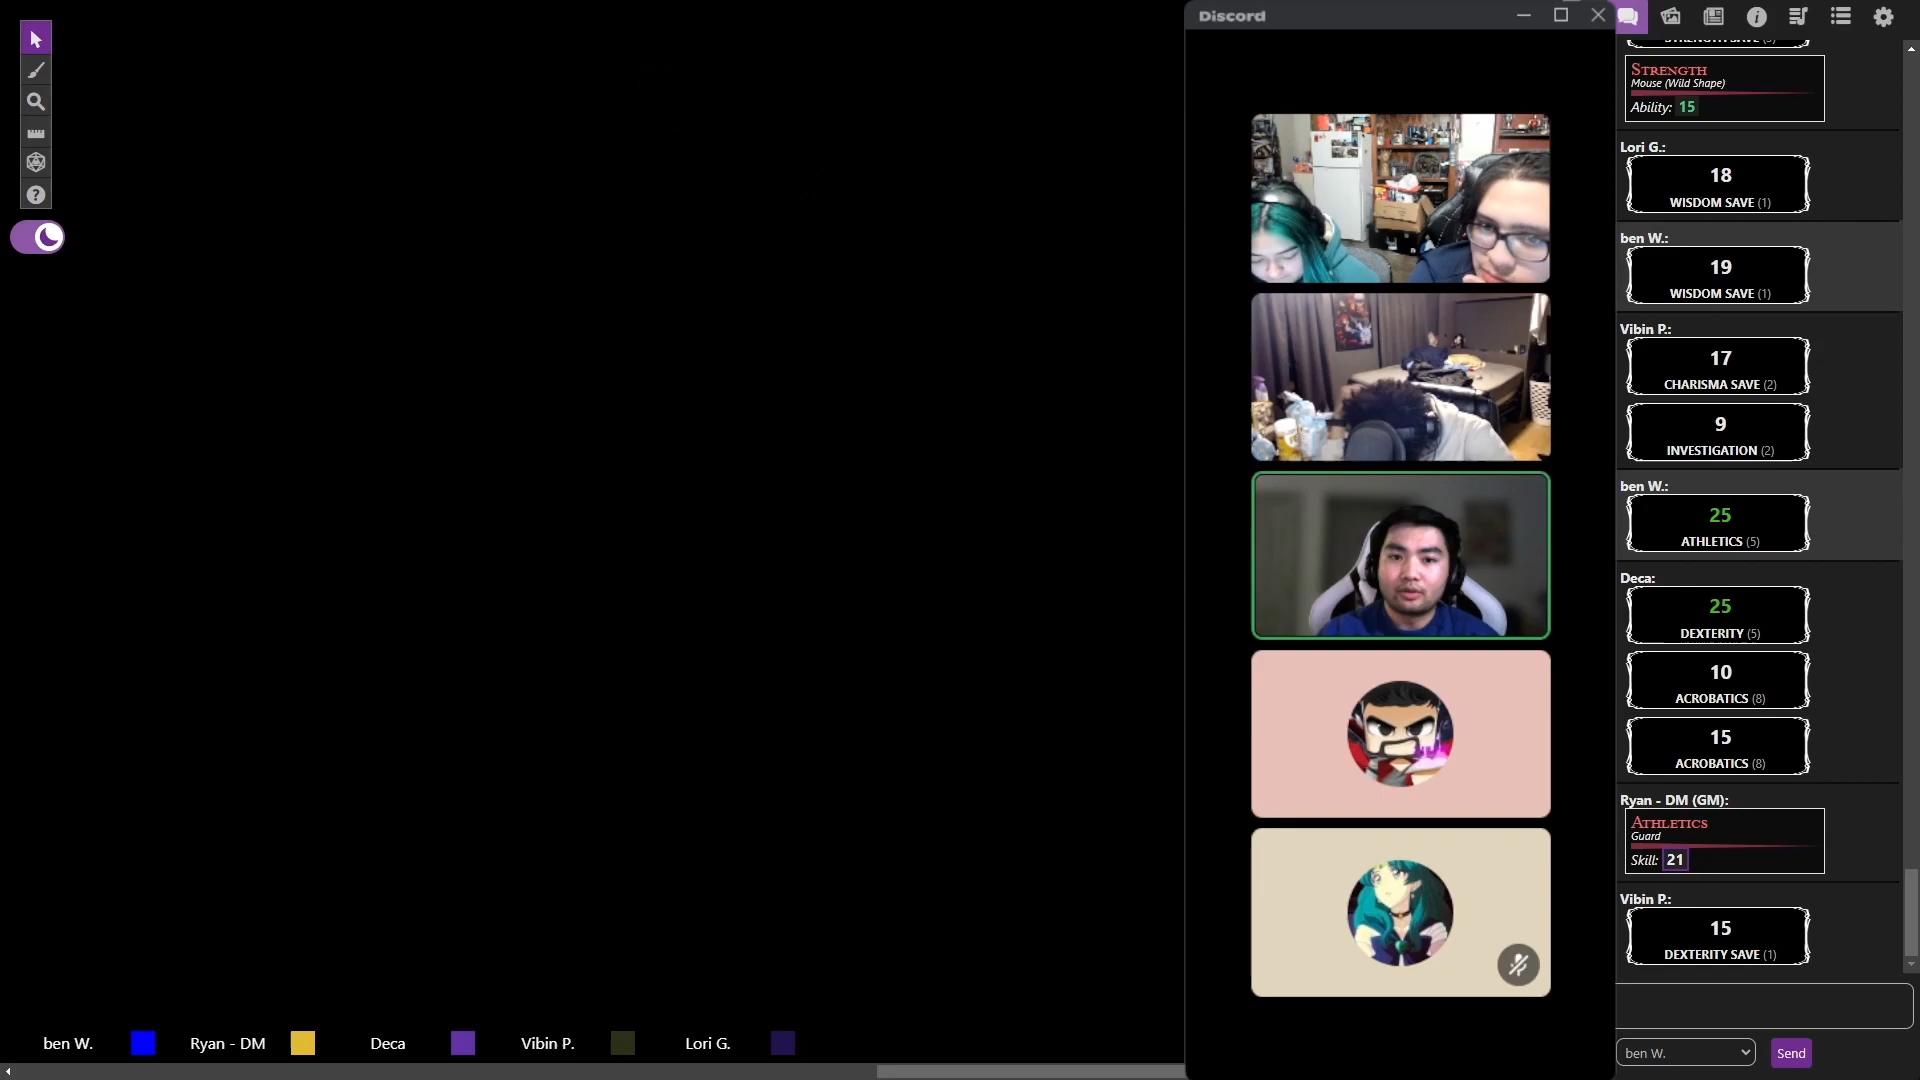 Discord
STRENGTH
Mouse (Wild Shape)
Ability: 15
Lori G.:
18
WISDOM SAVE (1)
ben W.:
19
WISDOM SAVE (1)
Vibin P.:
17
CHARISMA SAVE (2)
9
INVESTIGATION (2)
ben W.:
25
ATHLETICS (5)
Deca:
25
DEXTERITY (5)
10
ACROBATICS (8)
15
ACROBATICS (8)
Ryan - DM (GM):
ATHLETICS
Guard
Skill: 21
Vibin P.:
15
DEXTERITY SAVE (1)
ben W.
Ryan - DM
Deca
Vibin P.
Lori G.
ben W.
Send